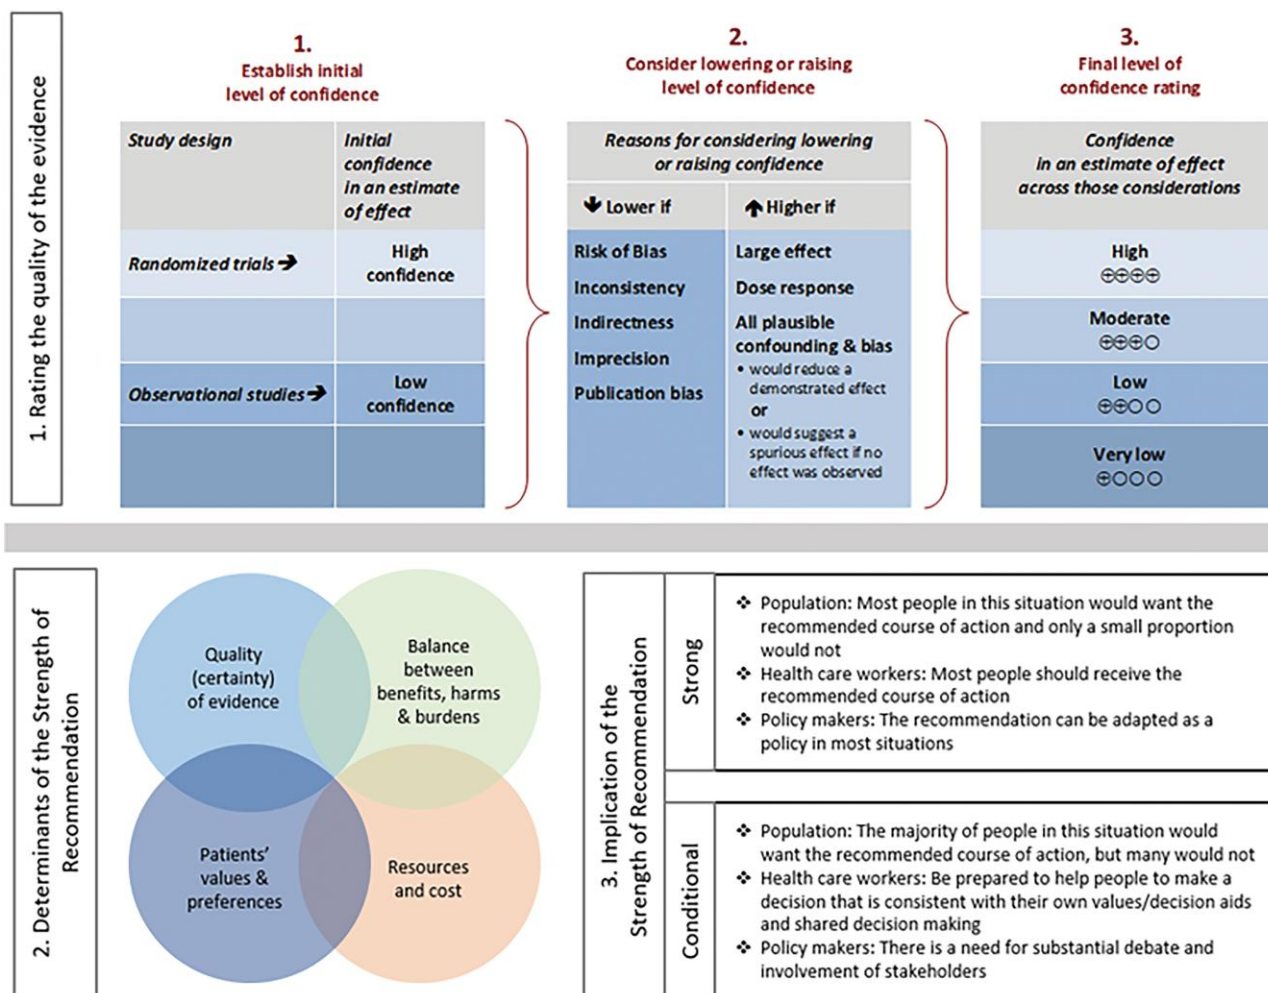 1. Rating the quality of the evidence
1.
Establish initial
level of confidence
Study design
Initial
confidence
in an estimate
of effect
Randomized trials ➔
High
confidence
Observational studies ➔
Low
confidence
2.
Consider lowering or raising
level of confidence
Reasons for considering lowering
or raising confidence
🡻 Lower if
🡹 Higher if
Risk of Bias
Inconsistency
Indirectness
Imprecision
Publication bias
Large effect
Dose response
All plausible
confounding & bias
• would reduce a
demonstrated effect
or
• would suggest a
spurious effect if no
effect was observed
3.
Final level of
confidence rating
Confidence
in an estimate of effect
across those considerations
High
⊕⊕⊕⊕
Moderate
⊕⊕⊕○
Low
⊕⊕○○
Very low
⊕○○○
2. Determinants of the Strength of
Recommendation
Quality
(certainty)
of evidence
Balance
between
benefits, harms
& burdens
Patients’
values &
preferences
Resources
and cost
3. Implication of the
Strength of Recommendation
Strong
❖ Population: Most people in this situation would want the
recommended course of action and only a small proportion
would not
❖ Health care workers: Most people should receive the
recommended course of action
❖ Policy makers: The recommendation can be adapted as a
policy in most situations
Conditional
❖ Population: The majority of people in this situation would
want the recommended course of action, but many would not
❖ Health care workers: Be prepared to help people to make a
decision that is consistent with their own values/decision aids
and shared decision making
❖ Policy makers: There is a need for substantial debate and
involvement of stakeholders